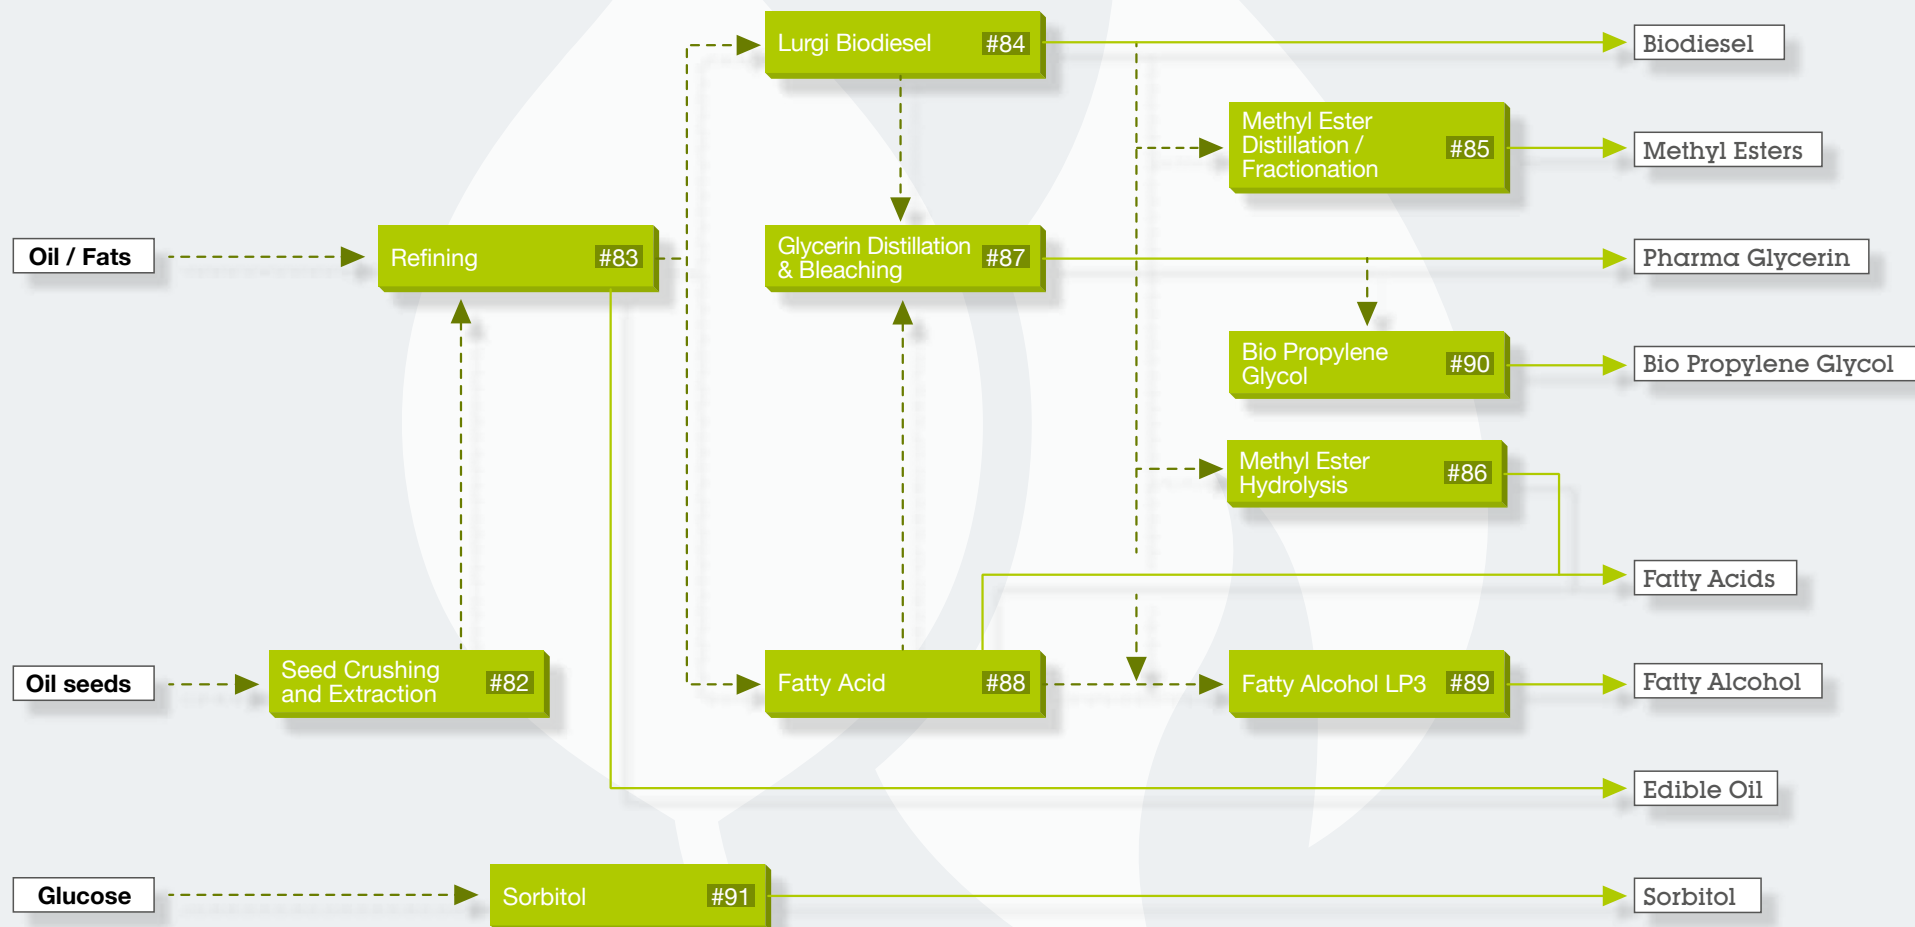 Lurgi Biodiesel #84
Biodiesel
Methyl Ester
Distillation /
Fractionation
#85
Methyl Esters
Oil / Fats
Refining #83
Glycerin Distillation
& Bleaching
#87
Pharma Glycerin
Bio Propylene
Glycol
#90
Bio Propylene Glycol
Methyl Ester
Hydrolysis
#86
Fatty Acids
Oil seeds
Seed Crushing
and Extraction
#82
Fatty Acid #88
Fatty Alcohol LP3 #89
Fatty Alcohol
Edible Oil
Glucose
Sorbitol #91
Sorbitol